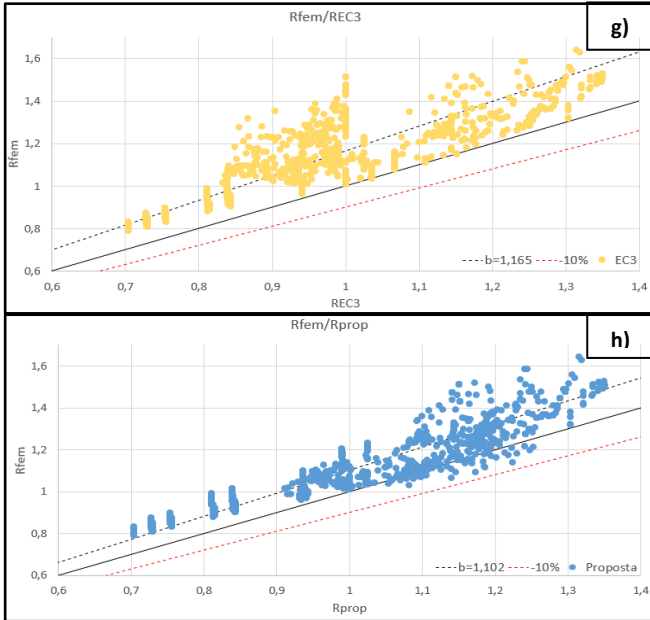 Rfem/REC3
g)
1,6
1,4
1,2
1
0,8
0,6
Rfem
0,6 0,7 0,8 0,9 1 1,1 1,2 1,3 1,4
REC3
b=1,165 -10% EC3
Rfem/Rprop
h)
1,6
1,4
1,2
1
0,8
0,6
Rfem
0,6 0,7 0,8 0,9 1 1,1 1,2 1,3 1,4
Rprop
b=1,102 -10% Proposta